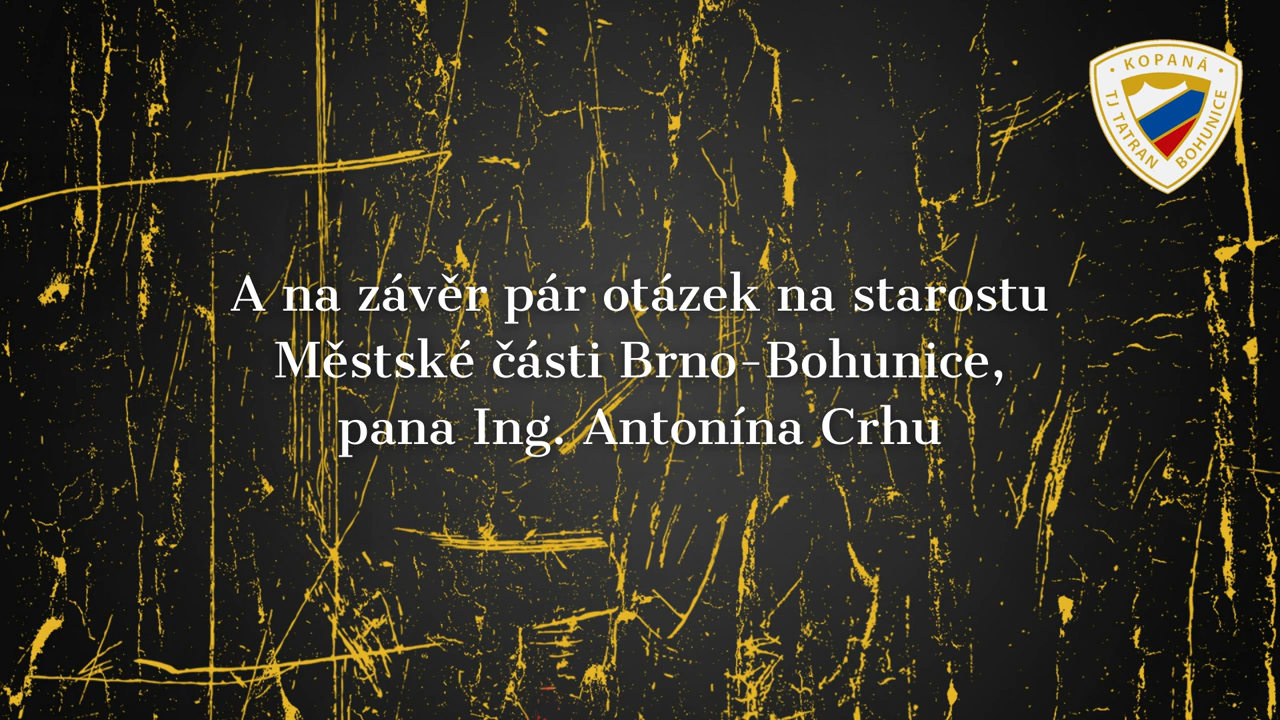 • KOPANÁ •
TJ TATRAN BOHUNICE
A na závěr pár otázek na starostu
Městské části Brno-Bohunice,
pana Ing. Antonína Crhu